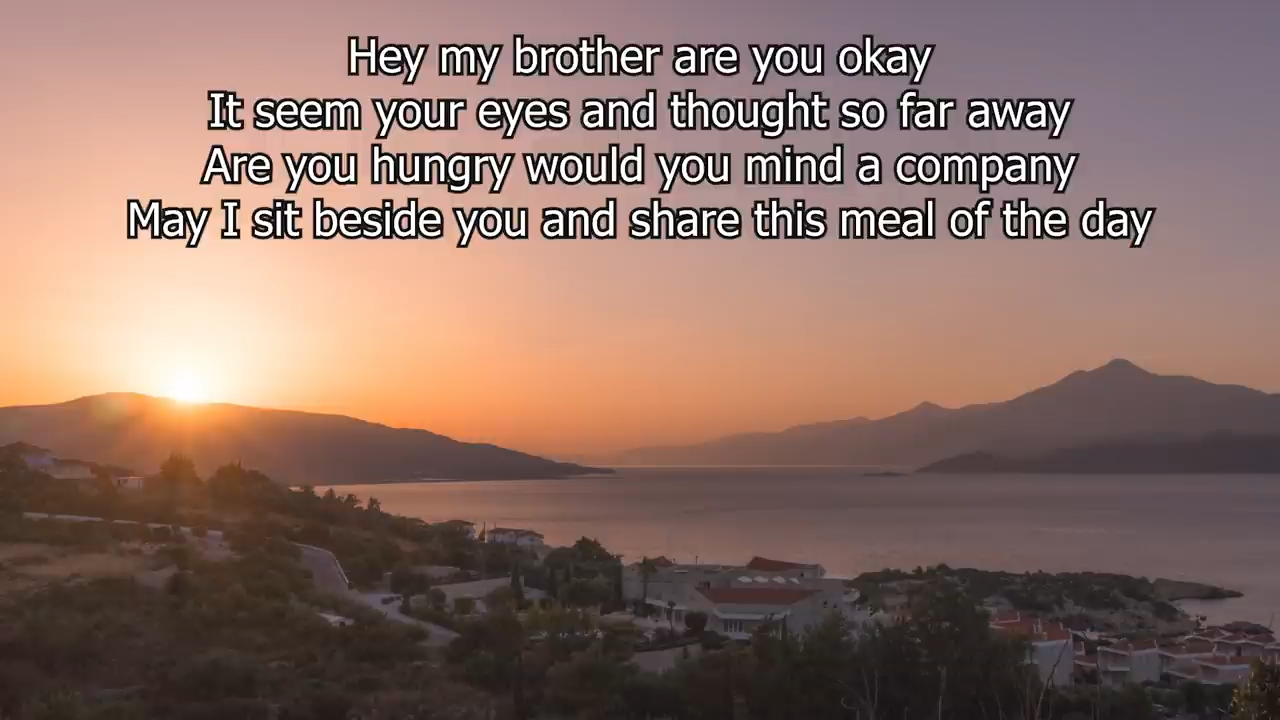 Hey my brother are you okay
It seem your eyes and thought so far away
Are you hungry would you mind a company
May I sit beside you and share this meal of the day